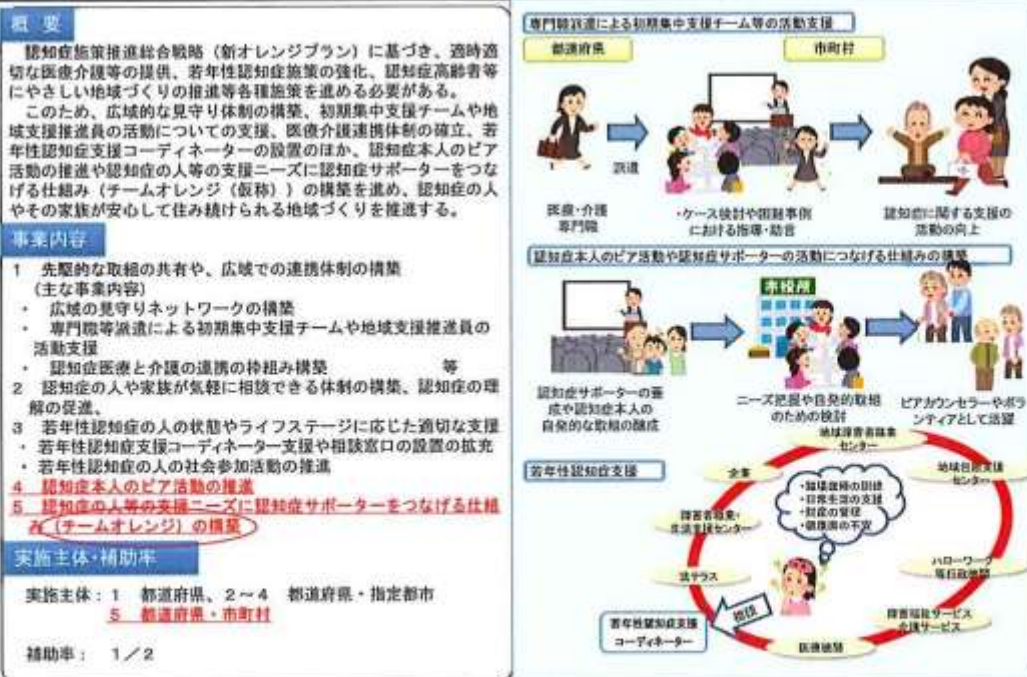 概 要
認知症施策推進総合戦略（新オレンジプラン）に基づき、適時適
切な医療介護等の提供、若年性認知症施策の強化、認知症高齢者等
にやさしい地域づくりの推進等各種施策を進める必要がある。
このため、広域的な見守り体制の構築、初期集中支援チームや地
域支援推進員の活動についての支援、医療介護連携体制の確立、若
年性認知症支援コーディネーターの設置のほか、認知症本人のピア
活動の推進や認知症の人等の支援ニーズに認知症サポーターをつな
げる仕組み（チームオレンジ（仮称））の構築を進め、認知症の人
やその家族が安心して住み続けられる地域づくりを推進する。
事業内容
1 先駆的な取組の共有や、広域での連携体制の構築
（主な事業内容）
・ 広域の見守りネットワークの構築
・ 専門職等派遣による初期集中支援チームや地域支援推進員の
活動支援
・ 認知症医療と介護の連携の枠組み構築 等
2 認知症の人や家族が気軽に相談できる体制の構築、認知症の理
解の促進、
3 若年性認知症の人の状態やライフステージに応じた適切な支援
・ 若年性認知症支援コーディネーター支援や相談窓口の設置の拡充
・ 若年性認知症の人の社会参加活動の推進
4 認知症本人のピア活動の推進
5 認知症の人等の支援ニーズに認知症サポーターをつなげる仕組
み（チームオレンジ）の構築
実施主体・補助率
実施主体：1 都道府県、2～4 都道府県・指定都市
5 都道府県・市町村
補助率： 1／2
専門職派遣による初期集中支援チーム等の活動支援
都道府県
市町村
派遣
医療・介護
専門職
・ケース検討や困難事例
における指導・助言
認知症に関する支援の
活動の向上
認知症本人のピア活動や認知症サポーターの活動につなげる仕組みの構築
市役所
認知症サポーターの養
成や認知症本人の
自発的な取組の醸成
ニーズ把握や自発的取組
のための検討
ピアカウンセラーやボラ
ンティアとして活躍
若年性認知症支援
地域障害者職業
センター
企業
地域包括支援
センター
・職場復帰の訓練
・日常生活の支援
・財産の管理
・健康面の不安
障害者就業・
生活支援センター
ハローワーク
等行政機関
法テラス
相談
障害福祉サービス
介護サービス
若年性認知症支援
コーディネーター
医療機関